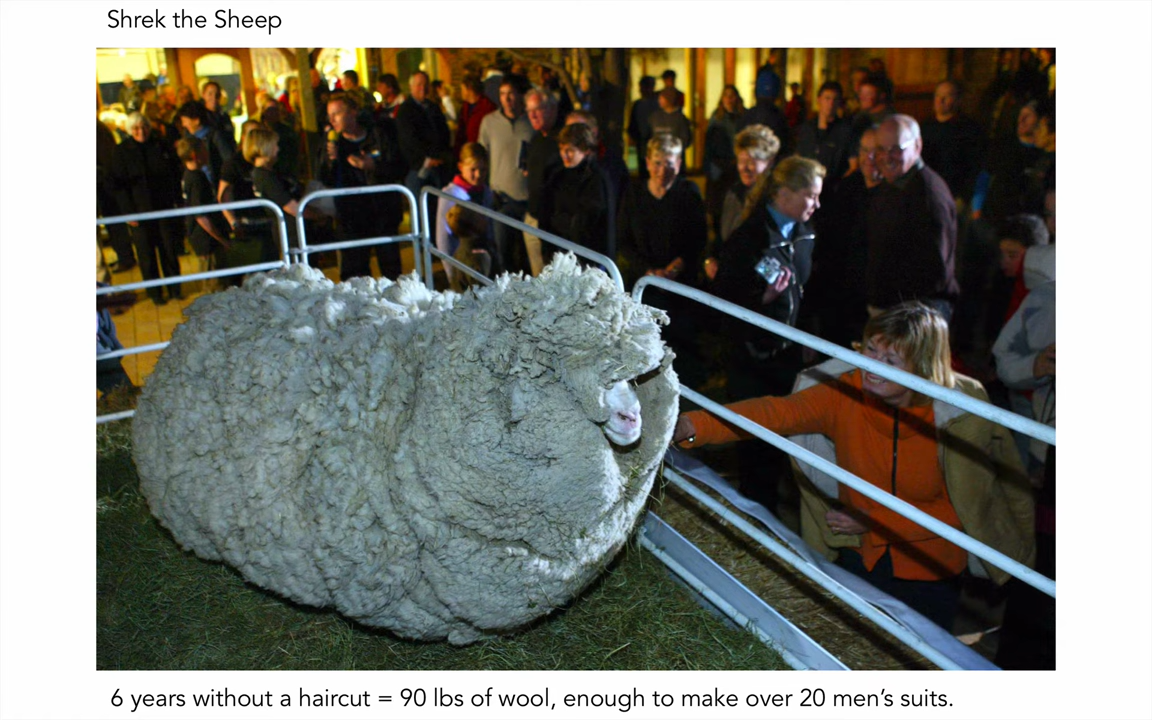 Shrek the Sheep
6 years without a haircut = 90 lbs of wool, enough to make over 20 men’s suits.